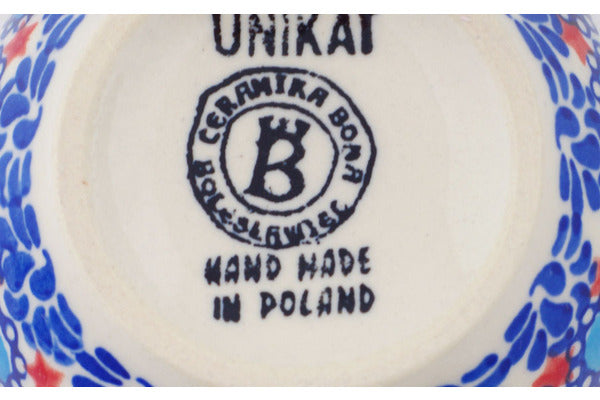 UNIKAT
CERAMIKA BONA
BOLESŁAWIEC
B
HAND MADE
IN POLAND